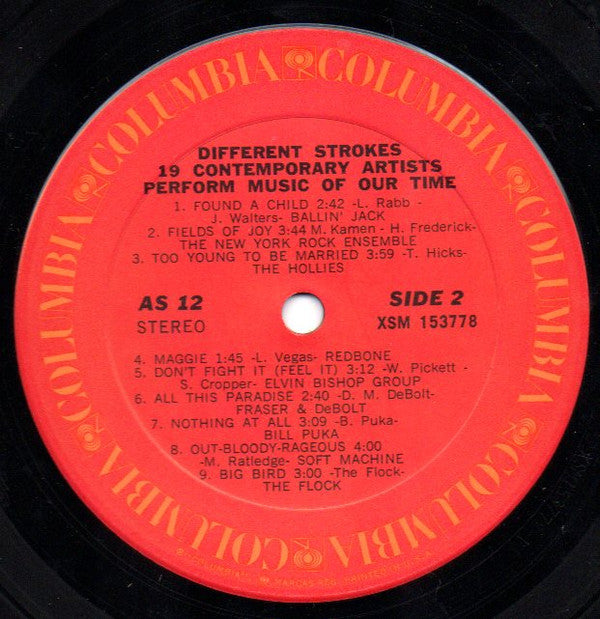 COLUMBIA COLUMBIA COLUMBIA COLUMBIA COLUMBIA COLUMBIA
DIFFERENT STROKES
19 CONTEMPORARY ARTISTS
PERFORM MUSIC OF OUR TIME
1. FOUND A CHILD 2:42 -L. Rabb -
J. Walters- BALLIN' JACK
2. FIELDS OF JOY 3:44 M. Kamen - H. Frederick-
THE NEW YORK ROCK ENSEMBLE
3. TOO YOUNG TO BE MARRIED 3:59 -T. Hicks-
THE HOLLIES
AS 12
STEREO
SIDE 2
XSM 153778
4. MAGGIE 1:45 -L. Vegas- REDBONE
5. DON'T FIGHT IT (FEEL IT) 3:12 -W. Pickett -
S. Cropper- ELVIN BISHOP GROUP
6. ALL THIS PARADISE 2:40 -D. M. DeBolt-
FRASER & DeBOLT
7. NOTHING AT ALL 3:09 -B. Puka-
BILL PUKA
8. OUT-BLOODY-RAGEOUS 4:00
-M. Ratledge- SOFT MACHINE
9. BIG BIRD 3:00 -The Flock-
THE FLOCK
"COLUMBIA", MARCAS REG. PRINTED IN U.S.A.